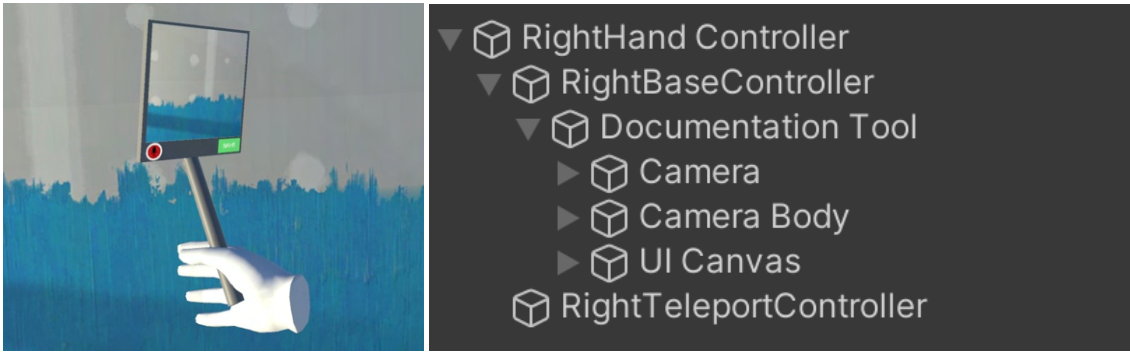 RightHand Controller
RightBaseController
Documentation Tool
Camera
Camera Body
UI Canvas
RightTeleportController